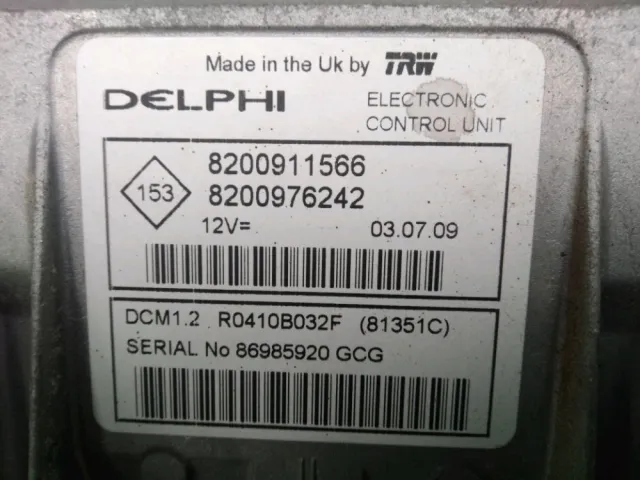 Made in the Uk by TRW
DELPHI
ELECTRONIC
CONTROL UNIT
153
8200911566
8200976242
12V=
03.07.09
DCM1.2 R0410B032F (81351C)
SERIAL No 86985920 GCG